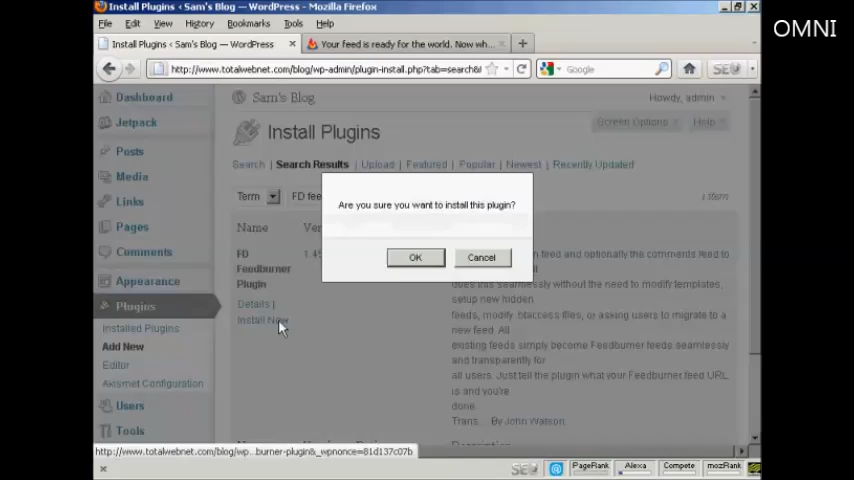 Install Plugins ‹ Sam's Blog — WordPress - Mozilla Firefox
OMNI
File Edit View History Bookmarks Tools Help
Install Plugins ‹ Sam's Blog — WordPress × Your feed is ready for the world. Now wh... × +
http://www.totalwebnet.com/blog/wp-admin/plugin-install.php?tab=search&l Google SEO
Dashboard
Jetpack
Posts
Media
Links
Pages
Comments
Appearance
Plugins
Installed Plugins
Add New
Editor
Akismet Configuration
Users
Tools
Sam's Blog Howdy, admin
Install Plugins Screen Options Help
Search | Search Results | Upload | Featured | Popular | Newest | Recently Updated
Term FD fee 1 item
Are you sure you want to install this plugin?
OK Cancel
Name Ver
FD
Feedburner
Plugin
Details |
Install Now
1.4
feed and optionally the comments feed to
does this seamlessly without the need to modify templates,
setup new hidden
feeds, modify .htaccess files, or asking users to migrate to a
new feed. All
existing feeds simply become Feedburner feeds seamlessly
and transparently for
all users. Just tell the plugin what your Feedburner feed URL
is and you're
done.
Trans... By John Watson.
Description
http://www.totalwebnet.com/blog/wp...burner-plugin&_wpnonce=81d137c07b
× SEO PageRank Alexa Compete mozRank